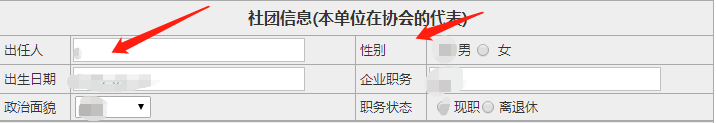 社团信息(本单位在协会的代表)
出任人 性别 男 女
出生日期 企业职务
政治面貌 职务状态 现职 离退休